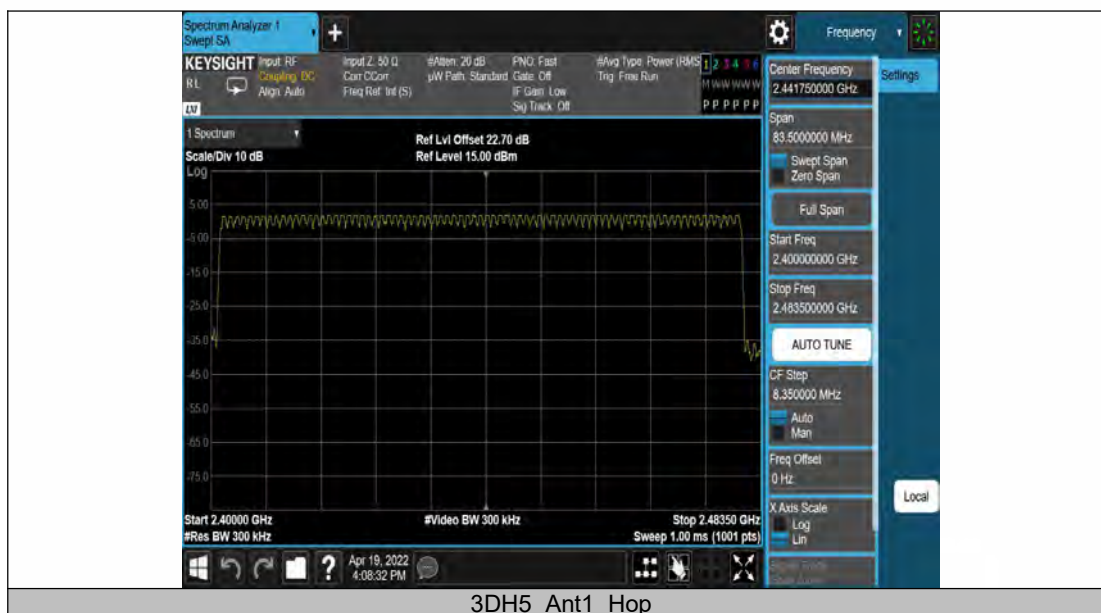 Spectrum Analyzer 1
Swept SA
+
Frequency
KEYSIGHT
RL
LXI
Input: RF
Coupling: DC
Align: Auto
Input Z: 50 Ω
Corr CCorr
Freq Ref: Int (S)
#Atten: 20 dB
µW Path: Standard
PNO: Fast
Gate: Off
IF Gain: Low
Sig Track: Off
#Avg Type: Power (RMS
Trig: Free Run
1 2 3 4 5 6
M W W W W W
P P P P P P
1 Spectrum
Scale/Div 10 dB
Log
Ref Lvl Offset 22.70 dB
Ref Level 15.00 dBm
5.00
-5.00
-15.0
-25.0
-35.0
-45.0
-55.0
-65.0
-75.0
Start 2.40000 GHz
#Res BW 300 kHz
#Video BW 300 kHz
Stop 2.48350 GHz
Sweep 1.00 ms (1001 pts)
Center Frequency
2.441750000 GHz
Settings
Span
83.5000000 MHz
Swept Span
Zero Span
Full Span
Start Freq
2.400000000 GHz
Stop Freq
2.483500000 GHz
AUTO TUNE
CF Step
8.350000 MHz
Auto
Man
Freq Offset
0 Hz
X Axis Scale
Log
Lin
Local
?
Apr 19, 2022
4:08:32 PM
3DH5_Ant1_Hop